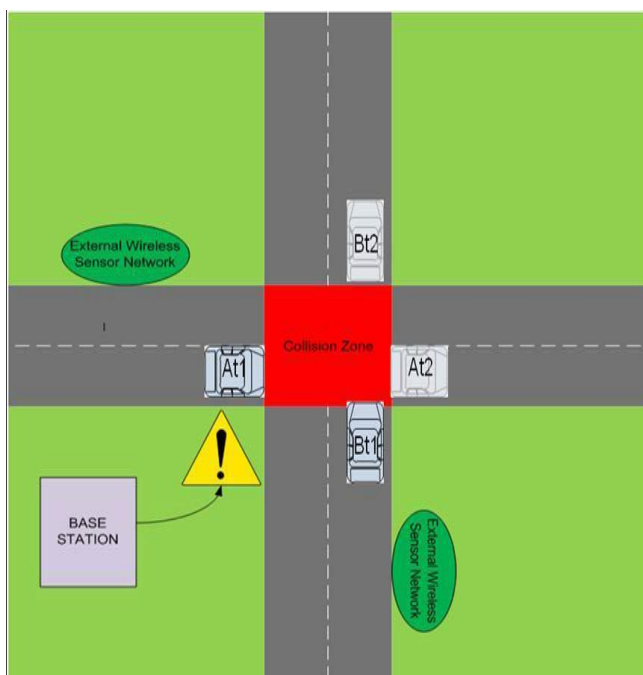 Bt2
External Wireless
Sensor Network
I
Collision Zone
At1
At2
Bt1
!
BASE
STATION
External Wireless
Sensor Network